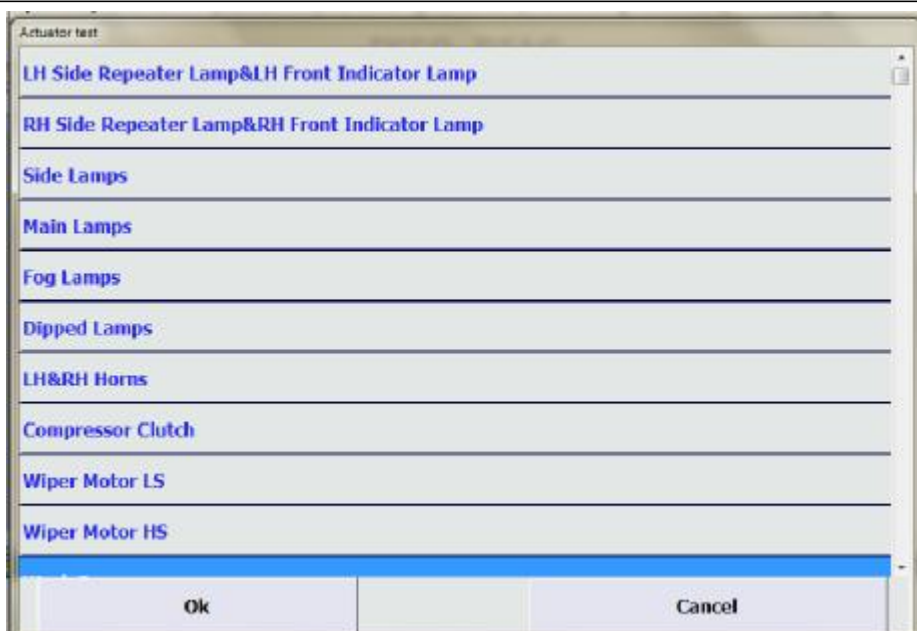 Actuator test
LH Side Repeater Lamp&LH Front Indicator Lamp
RH Side Repeater Lamp&RH Front Indicator Lamp
Side Lamps
Main Lamps
Fog Lamps
Dipped Lamps
LH&RH Horns
Compressor Clutch
Wiper Motor LS
Wiper Motor HS
Ok Cancel